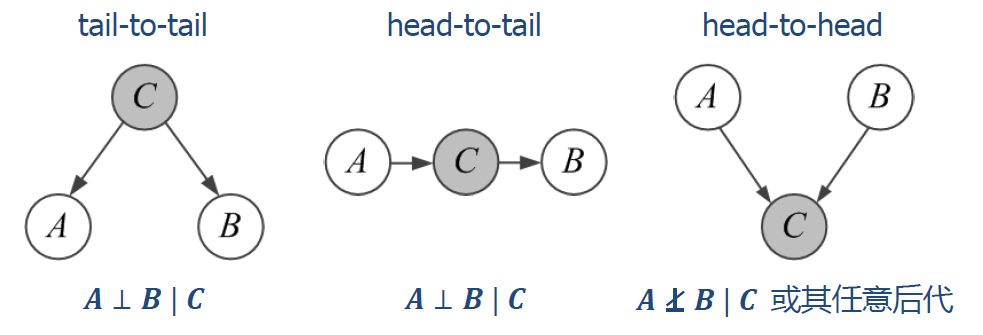 tail-to-tail
head-to-tail
head-to-head
C
A
B
A
C
B
A
B
C
A ⊥ B | C
A ⊥ B | C
A ⊥̸ B | C 或其任意后代